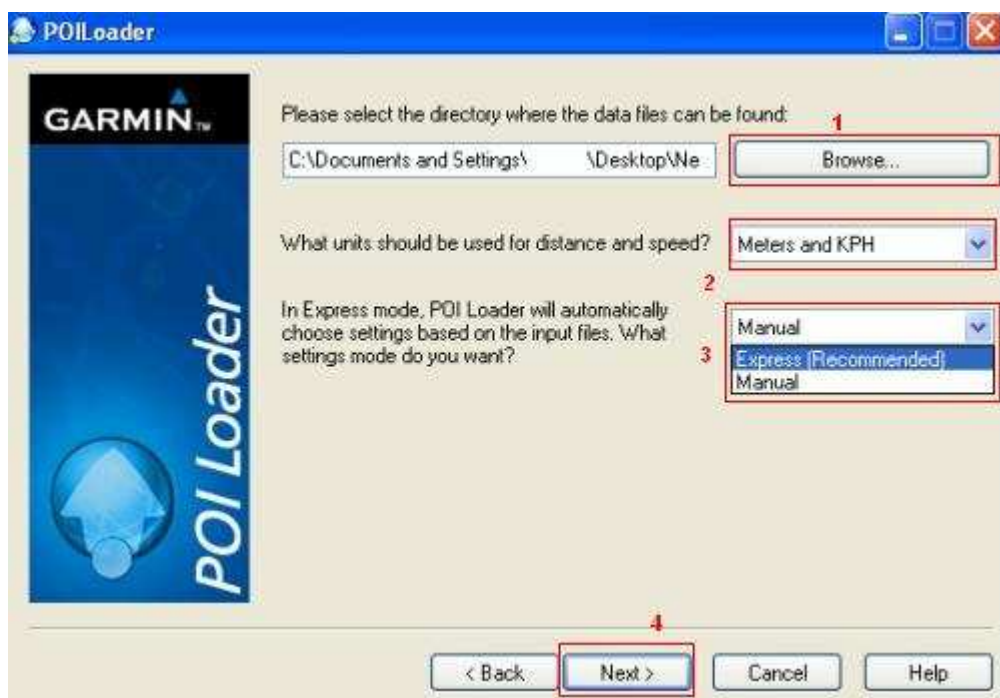 POILoader
GARMIN™
POI Loader
Please select the directory where the data files can be found:
1
C:\Documents and Settings\ \Desktop\Ne
Browse...
What units should be used for distance and speed?
Meters and KPH
2
In Express mode, POI Loader will automatically
choose settings based on the input files. What
settings mode do you want?
3
Manual
Express (Recommended)
Manual
4
< Back
Next >
Cancel
Help